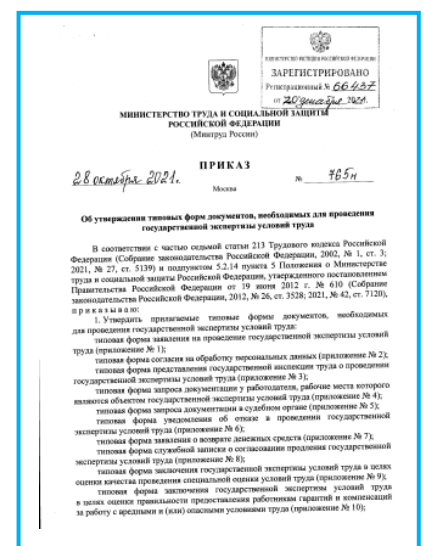 МИНИСТЕРСТВО ЮСТИЦИИ РОССИЙСКОЙ ФЕДЕРАЦИИ
ЗАРЕГИСТРИРОВАНО
Регистрационный № 66437
от 20 декабря 2021.
МИНИСТЕРСТВО ТРУДА И СОЦИАЛЬНОЙ ЗАЩИТЫ
РОССИЙСКОЙ ФЕДЕРАЦИИ
(Минтруд России)
ПРИКАЗ
28 октября 2021г.
№ 765н
Москва
Об утверждении типовых форм документов, необходимых для проведения
государственной экспертизы условий труда
В соответствии с частью седьмой статьи 213 Трудового кодекса Российской
Федерации (Собрание законодательства Российской Федерации, 2002, № 1, ст. 3;
2021, № 27, ст. 5139) и подпунктом 5.2.14 пункта 5 Положения о Министерстве
труда и социальной защиты Российской Федерации, утвержденного постановлением
Правительства Российской Федерации от 19 июня 2012 г. № 610 (Собрание
законодательства Российской Федерации, 2012, № 26, ст. 3528; 2021, № 42, ст. 7120),
п р и к а з ы в а ю:
1. Утвердить прилагаемые типовые формы документов, необходимых
для проведения государственной экспертизы условий труда:
типовая форма заявления на проведение государственной экспертизы условий
труда (приложение № 1);
типовая форма согласия на обработку персональных данных (приложение № 2);
типовая форма представления государственной инспекции труда о проведении
государственной экспертизы условий труда (приложение № 3);
типовая форма запроса документации у работодателя, рабочие места которого
являются объектом государственной экспертизы условий труда (приложение № 4);
типовая форма запроса документации в судебном органе (приложение № 5);
типовая форма уведомления об отказе в проведении государственной
экспертизы условий труда (приложение № 6);
типовая форма заявления о возврате денежных средств (приложение № 7);
типовая форма служебной записки о согласовании продления государственной
экспертизы условий труда (приложение № 8);
типовая форма заключения государственной экспертизы условий труда в целях
оценки качества проведения специальной оценки условий труда (приложение № 9);
типовая форма заключения государственной экспертизы условий труда
в целях оценки правильности предоставления работникам гарантий и компенсаций
за работу с вредными и (или) опасными условиями труда (приложение № 10);